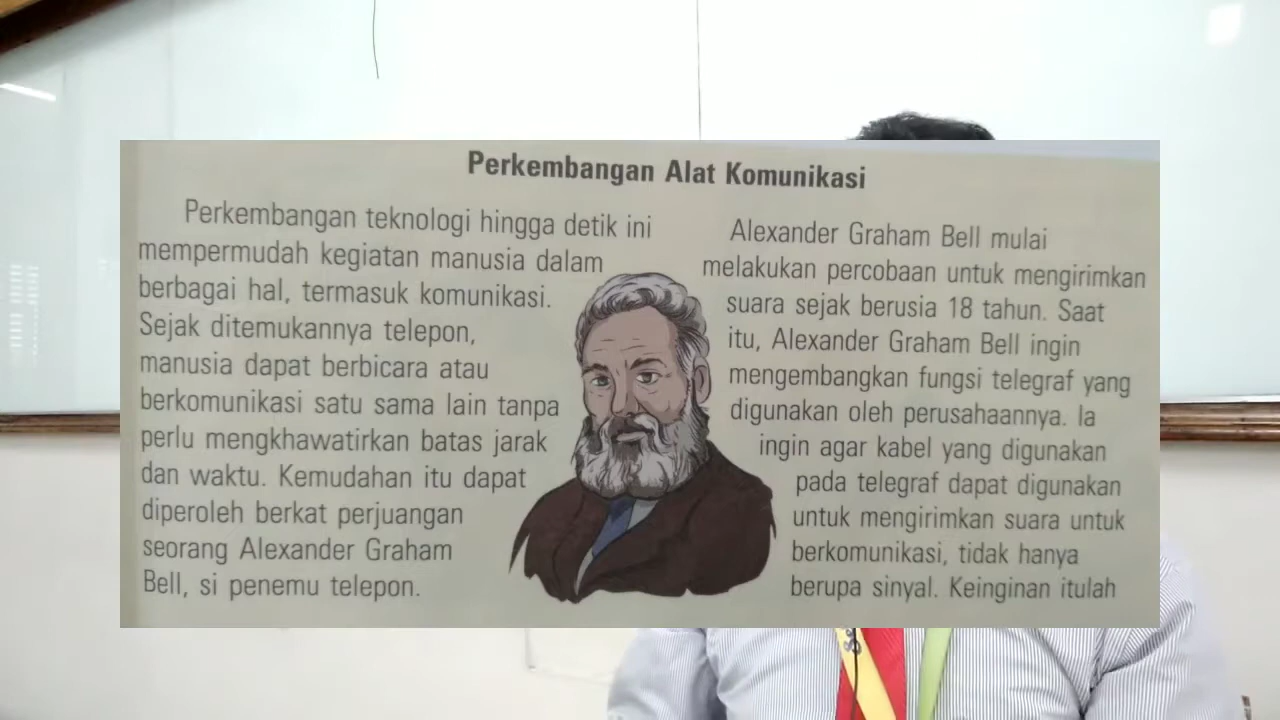 Perkembangan Alat Komunikasi
Perkembangan teknologi hingga detik ini
mempermudah kegiatan manusia dalam
berbagai hal, termasuk komunikasi.
Sejak ditemukannya telepon,
manusia dapat berbicara atau
berkomunikasi satu sama lain tanpa
perlu mengkhawatirkan batas jarak
dan waktu. Kemudahan itu dapat
diperoleh berkat perjuangan
seorang Alexander Graham
Bell, si penemu telepon.
Alexander Graham Bell mulai
melakukan percobaan untuk mengirimkan
suara sejak berusia 18 tahun. Saat
itu, Alexander Graham Bell ingin
mengembangkan fungsi telegraf yang
digunakan oleh perusahaannya. Ia
ingin agar kabel yang digunakan
pada telegraf dapat digunakan
untuk mengirimkan suara untuk
berkomunikasi, tidak hanya
berupa sinyal. Keinginan itulah